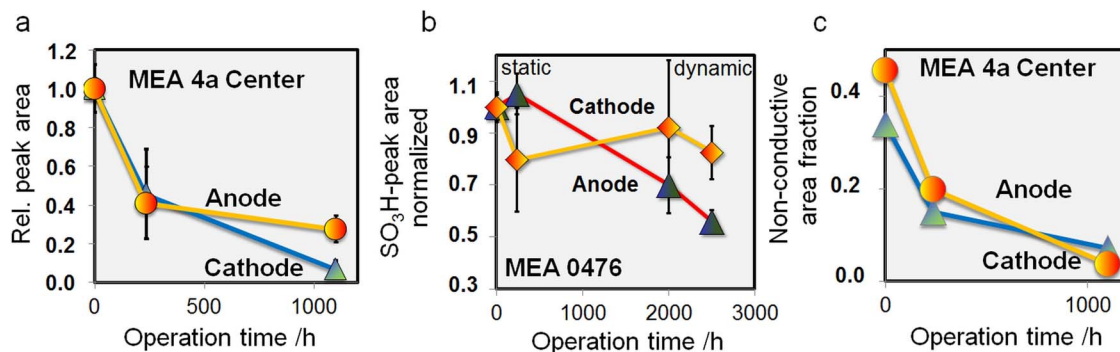 a
Rel. peak area
1.2
1.0
0.8
0.6
0.4
0.2
0.0
MEA 4a Center
Anode
Cathode
0
500
1000
Operation time /h
b
SO3H-peak area
normalized
1.1
0.9
0.7
0.5
0.3
static
dynamic
Cathode
Anode
MEA 0476
0
1000
2000
3000
Operation time /h
c
Non-conductive
area fraction
0.4
0.2
0.0
MEA 4a Center
Anode
Cathode
0
1000
Operation time /h